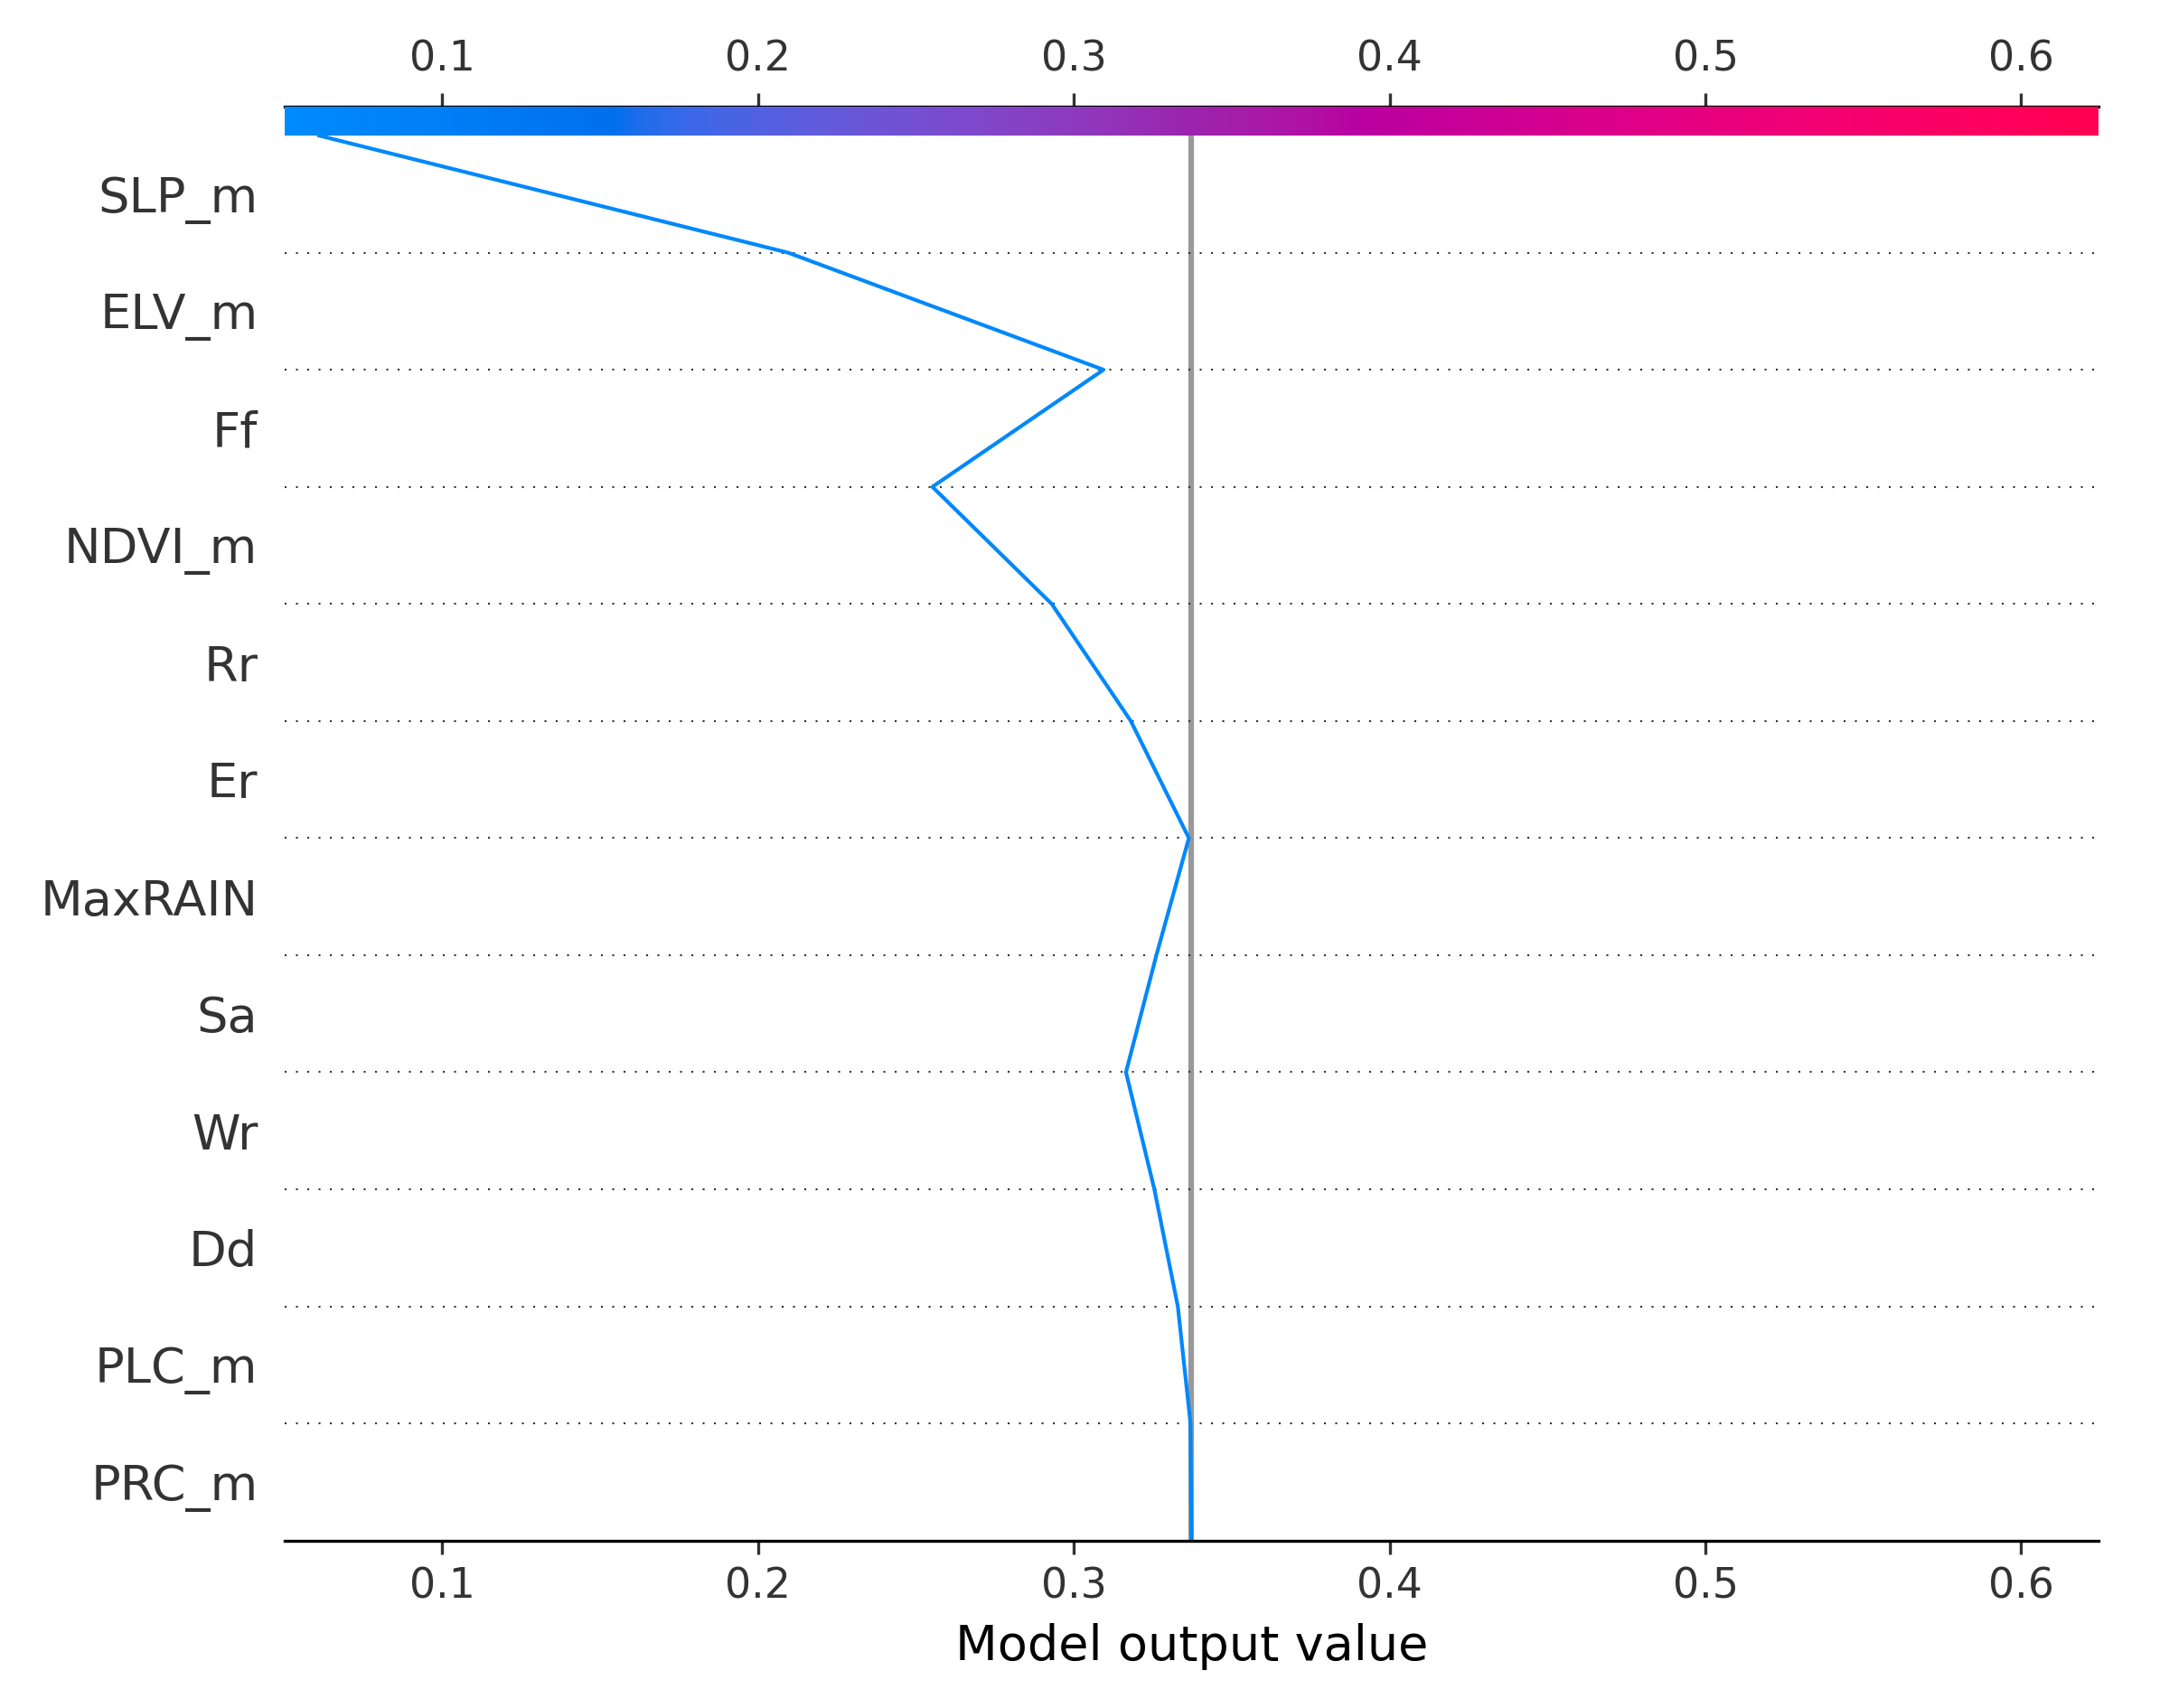 0.1 0.2 0.3 0.4 0.5 0.6
SLP_m
ELV_m
Ff
NDVI_m
Rr
Er
MaxRAIN
Sa
Wr
Dd
PLC_m
PRC_m
0.1 0.2 0.3 0.4 0.5 0.6
Model output value